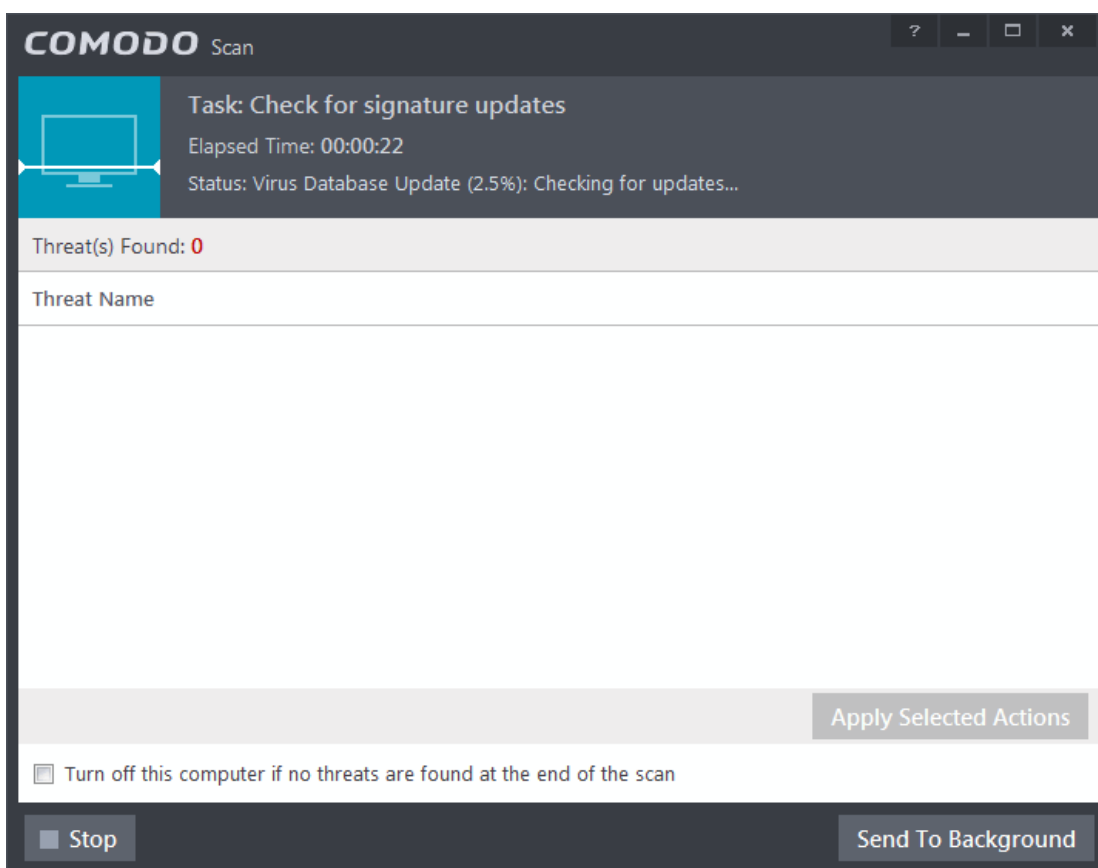 COMODO Scan
?
Task: Check for signature updates
Elapsed Time: 00:00:22
Status: Virus Database Update (2.5%): Checking for updates...
Threat(s) Found: 0
Threat Name
Apply Selected Actions
Turn off this computer if no threats are found at the end of the scan
Stop
Send To Background